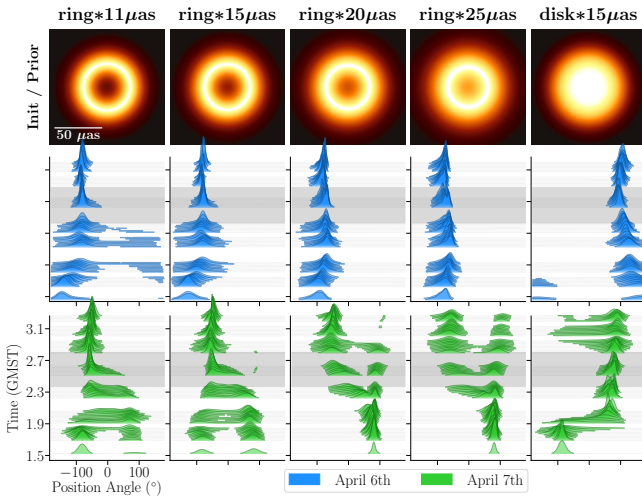 ring*11μas ring*15μas ring*20μas ring*25μas disk*15μas
Init / Prior
50 μas
Time (GMST)
3.1
2.7
2.3
1.9
1.5
−100 0 100
Position Angle (°)
April 6th April 7th